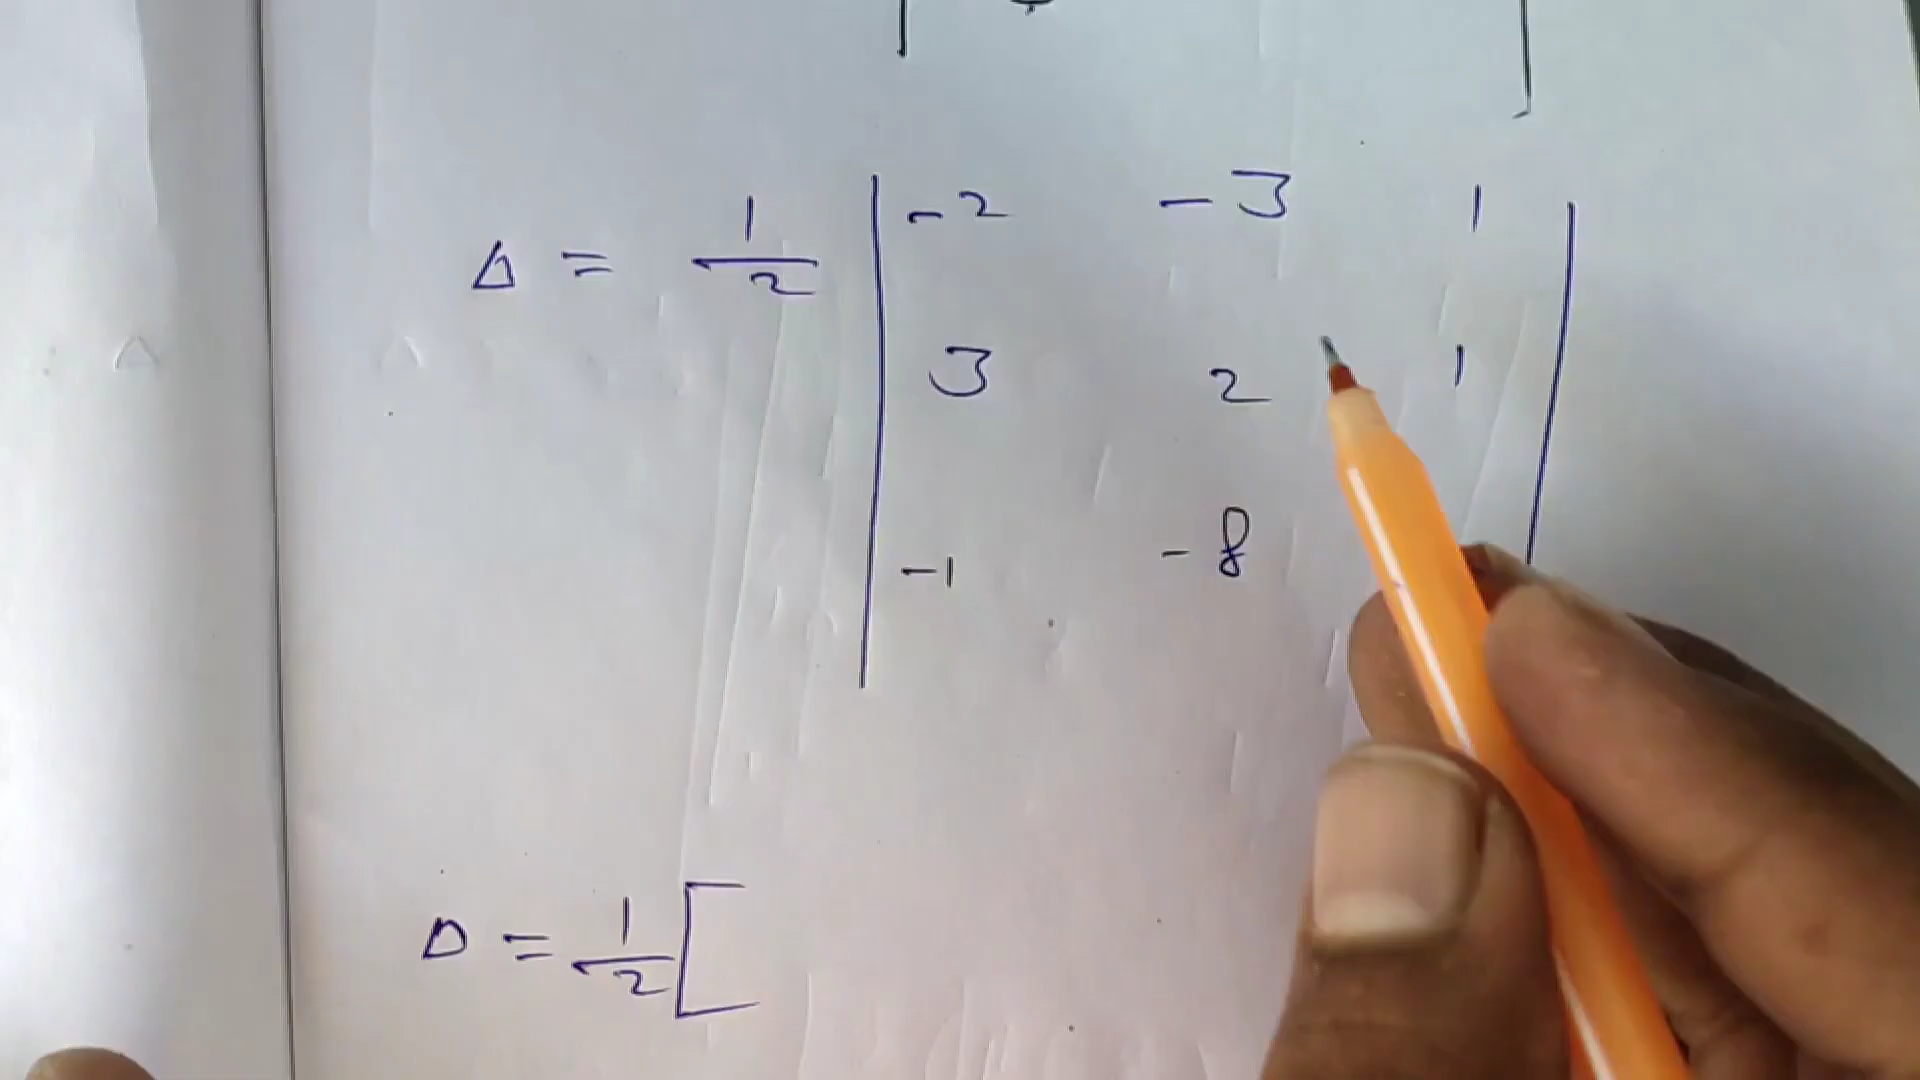 Δ = 1/2 | -2 -3 1 |
3 2 1
-1 -8
Δ = 1/2 [